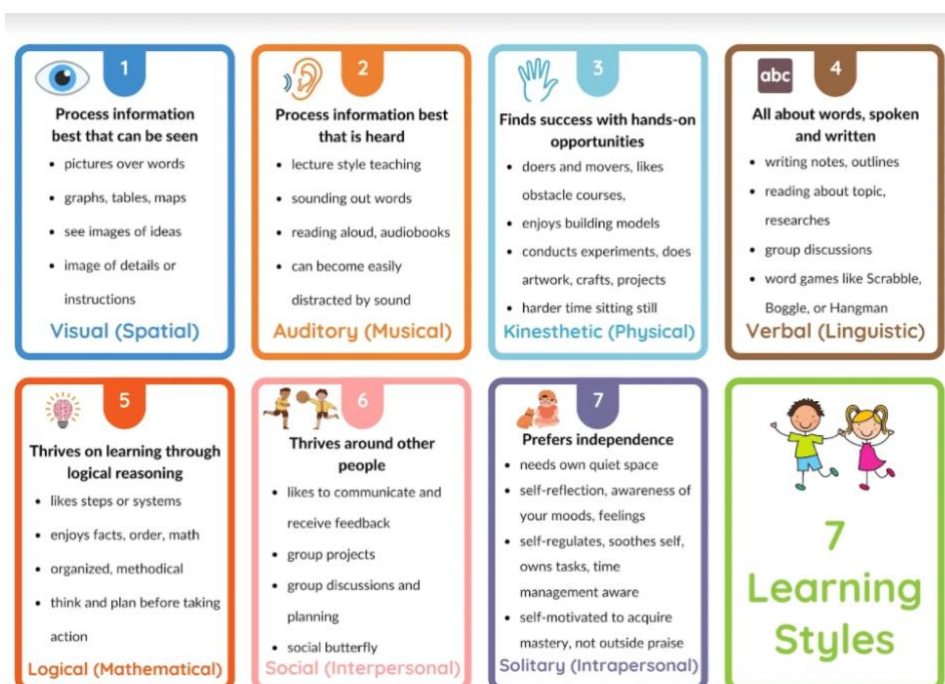 1
Process information
best that can be seen
• pictures over words
• graphs, tables, maps
• see images of ideas
• image of details or
instructions
Visual (Spatial)
2
Process information best
that is heard
• lecture style teaching
• sounding out words
• reading aloud, audiobooks
• can become easily
distracted by sound
Auditory (Musical)
3
Finds success with hands-on
opportunities
• doers and movers, likes
obstacle courses,
• enjoys building models
• conducts experiments, does
artwork, crafts, projects
• harder time sitting still
Kinesthetic (Physical)
abc
4
All about words, spoken
and written
• writing notes, outlines
• reading about topic,
researches
• group discussions
• word games like Scrabble,
Boggle, or Hangman
Verbal (Linguistic)
5
Thrives on learning through
logical reasoning
• likes steps or systems
• enjoys facts, order, math
• organized, methodical
• think and plan before taking
action
Logical (Mathematical)
6
Thrives around other
people
• likes to communicate and
receive feedback
• group projects
• group discussions and
planning
• social butterfly
Social (Interpersonal)
7
Prefers independence
• needs own quiet space
• self-reflection, awareness of
your moods, feelings
• self-regulates, soothes self,
owns tasks, time
management aware
• self-motivated to acquire
mastery, not outside praise
Solitary (Intrapersonal)
7
Learning
Styles